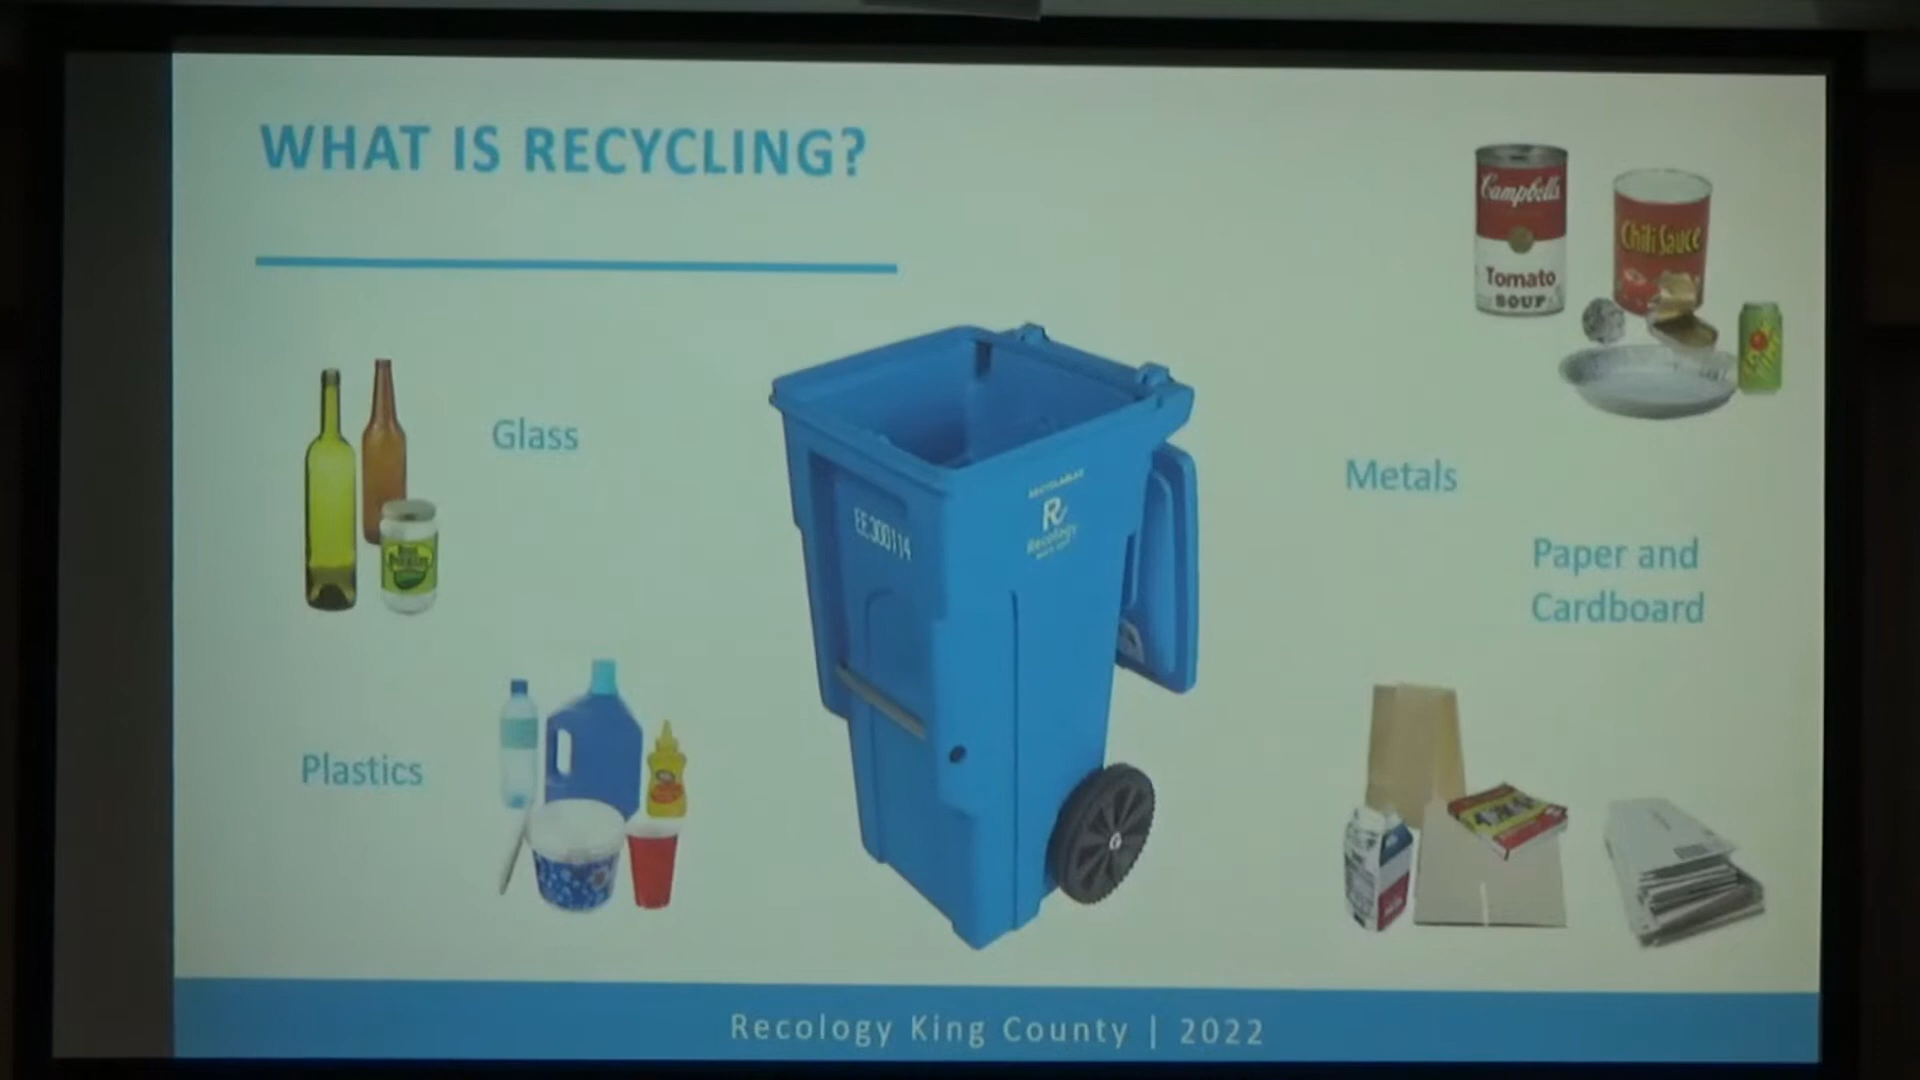 WHAT IS RECYCLING?
Campbell's
Tomato
SOUP
Chili Sauce
Glass
Metals
EE300114
R
Recology
Paper and
Cardboard
Plastics
Recology King County | 2022